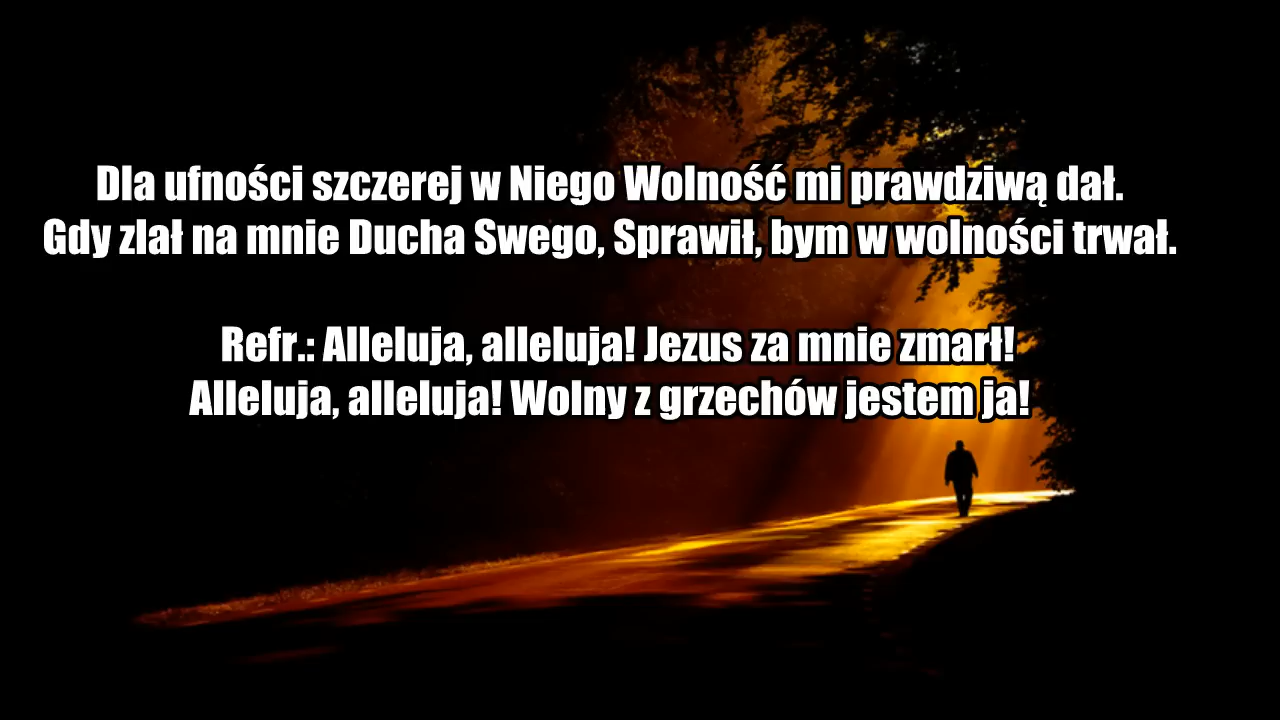 Dla ufności szczerej w Niego Wolność mi prawdziwą dał.
Gdy zlał na mnie Ducha Swego, Sprawił, bym w wolności trwał.
Refr.: Alleluja, alleluja! Jezus za mnie zmarł!
Alleluja, alleluja! Wolny z grzechów jestem ja!